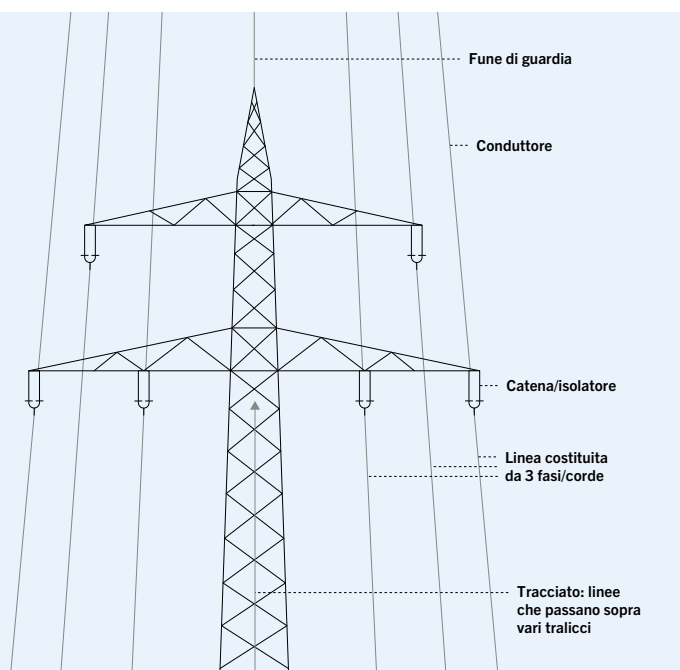 Fune di guardia
Conduttore
Catena/isolatore
Linea costituita
da 3 fasi/corde
Tracciato: linee
che passano sopra
vari tralicci